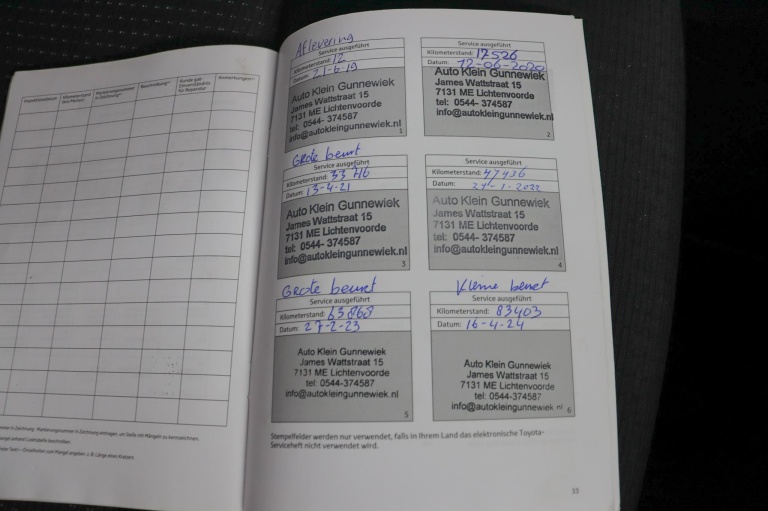 Inspektionsdatum
Kilometerstand
Beschreibung
Anmerkungen
Aflevering
Service ausgeführt
Kilometerstand: 12
Datum: 21-6-19
Auto Klein Gunnewiek
James Wattstraat 15
7131 ME Lichtenvoorde
tel: 0544- 374587
info@autokleingunnewiek.nl
1
Service ausgeführt
Kilometerstand: 17526
Datum: 12-06-2020
Auto Klein Gunnewiek
James Wattstraat 15
7131 ME Lichtenvoorde
tel: 0544- 374587
info@autokleingunnewiek.nl
2
Grote beurt
Service ausgeführt
Kilometerstand:
Datum: 13-4-21
Auto Klein Gunnewiek
James Wattstraat 15
7131 ME Lichtenvoorde
tel: 0544- 374587
info@autokleingunnewiek.nl
3
Service ausgeführt
Kilometerstand: 47436
Datum: 24-1-2022
Auto Klein Gunnewiek
James Wattstraat 15
7131 ME Lichtenvoorde
tel: 0544- 374587
info@autokleingunnewiek.nl
4
Grote beurt
Service ausgeführt
Kilometerstand: 63868
Datum: 27-2-23
Auto Klein Gunnewiek
James Wattstraat 15
7131 ME Lichtenvoorde
tel: 0544-374587
info@autokleingunnewiek.nl
5
Kleine beurt
Service ausgeführt
Kilometerstand: 83403
Datum: 16-4-24
Auto Klein Gunnewiek
James Wattstraat 15
7131 ME Lichtenvoorde
tel: 0544-374587
info@autokleingunnewiek.nl
6
Stempelfelder werden nur verwendet, falls in Ihrem Land das elektronische Toyota-
Serviceheft nicht verwendet wird.
33